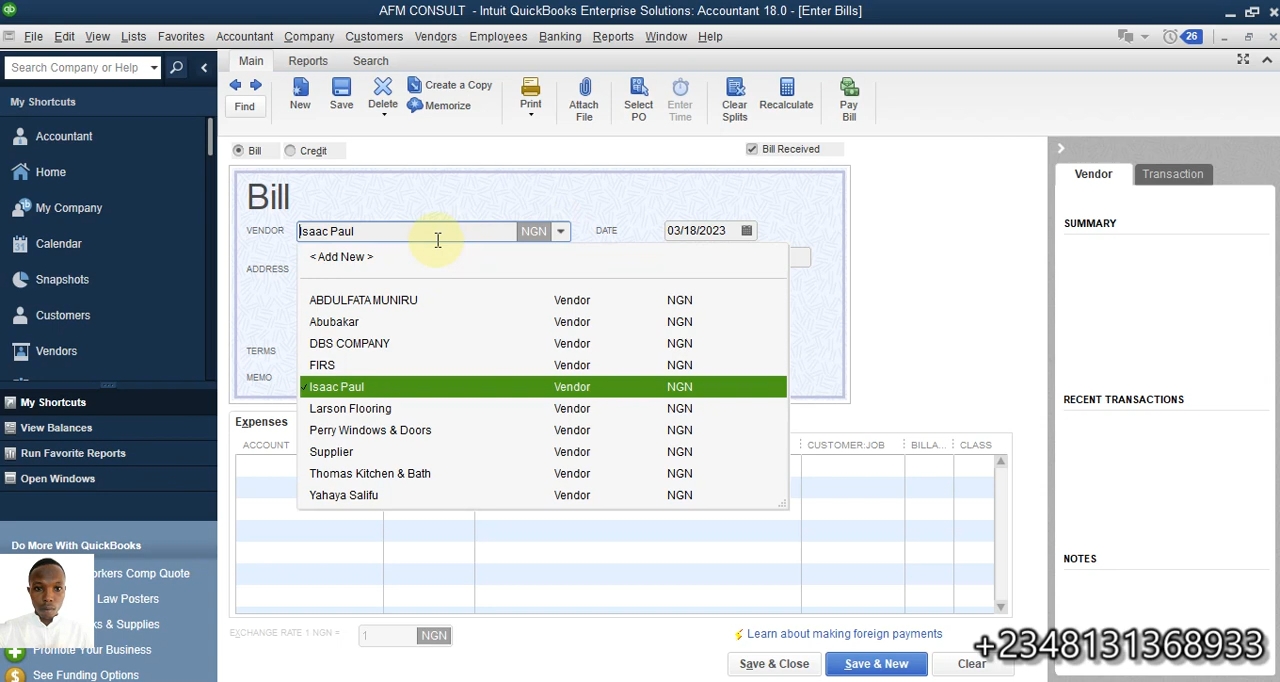 AFM CONSULT - Intuit QuickBooks Enterprise Solutions: Accountant 18.0 - [Enter Bills]
File Edit View Lists Favorites Accountant Company Customers Vendors Employees Banking Reports Window Help
26
Search Company or Help
Main Reports Search
Find
New
Save
Delete
Create a Copy
Memorize
Print
Attach
File
Select
PO
Enter
Time
Clear
Splits
Recalculate
Pay
Bill
My Shortcuts
Accountant
Home
My Company
Calendar
Snapshots
Customers
Vendors
My Shortcuts
View Balances
Run Favorite Reports
Open Windows
Do More With QuickBooks
orkers Comp Quote
Law Posters
ks & Supplies
Promote Your Business
See Funding Options
Bill Credit Bill Received
Bill
VENDOR Isaac Paul NGN DATE 03/18/2023
ADDRESS
TERMS
MEMO
< Add New >
ABDULFATA MUNIRU Vendor NGN
Abubakar Vendor NGN
DBS COMPANY Vendor NGN
FIRS Vendor NGN
Isaac Paul Vendor NGN
Larson Flooring Vendor NGN
Perry Windows & Doors Vendor NGN
Supplier Vendor NGN
Thomas Kitchen & Bath Vendor NGN
Yahaya Salifu Vendor NGN
Expenses
ACCOUNT CUSTOMER:JOB BILLA... CLASS
EXCHANGE RATE 1 NGN = 1 NGN
Learn about making foreign payments
Save & Close Save & New Clear
Vendor Transaction
SUMMARY
RECENT TRANSACTIONS
NOTES
+2348131368933